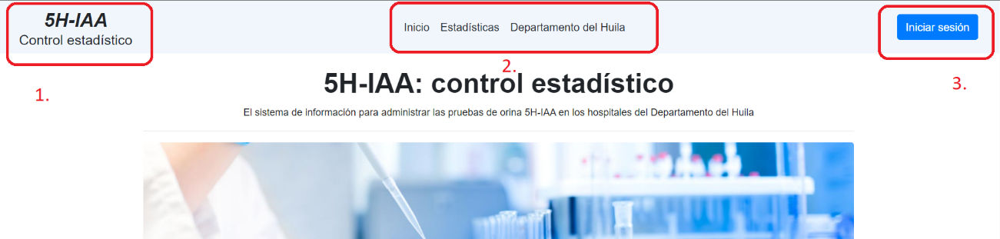 5H-IAA
Control estadístico
Inicio Estadísticas Departamento del Huila
Iniciar sesión
1.
2.
3.
5H-IAA: control estadístico
El sistema de información para administrar las pruebas de orina 5H-IAA en los hospitales del Departamento del Huila